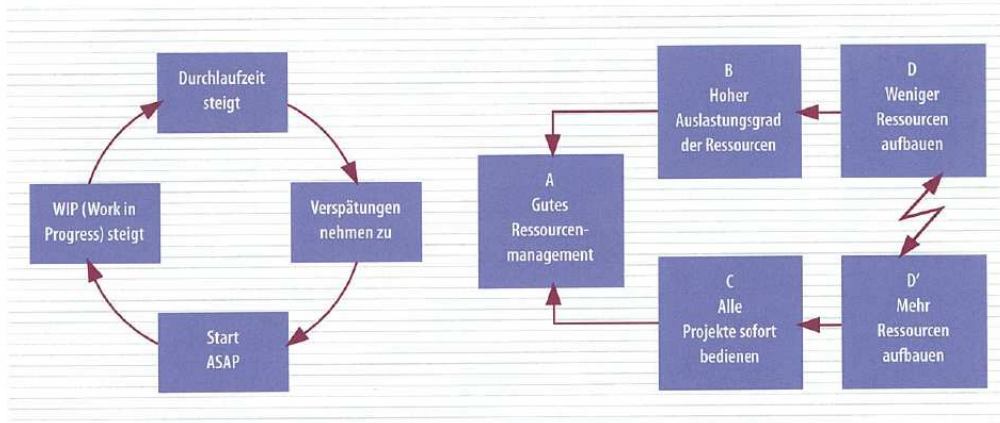 Durchlaufzeit
steigt
WIP (Work in
Progress) steigt
Verspätungen
nehmen zu
Start
ASAP
A
Gutes
Ressourcen-
management
B
Hoher
Auslastungsgrad
der Ressourcen
D
Weniger
Ressourcen
aufbauen
C
Alle
Projekte sofort
bedienen
D'
Mehr
Ressourcen
aufbauen